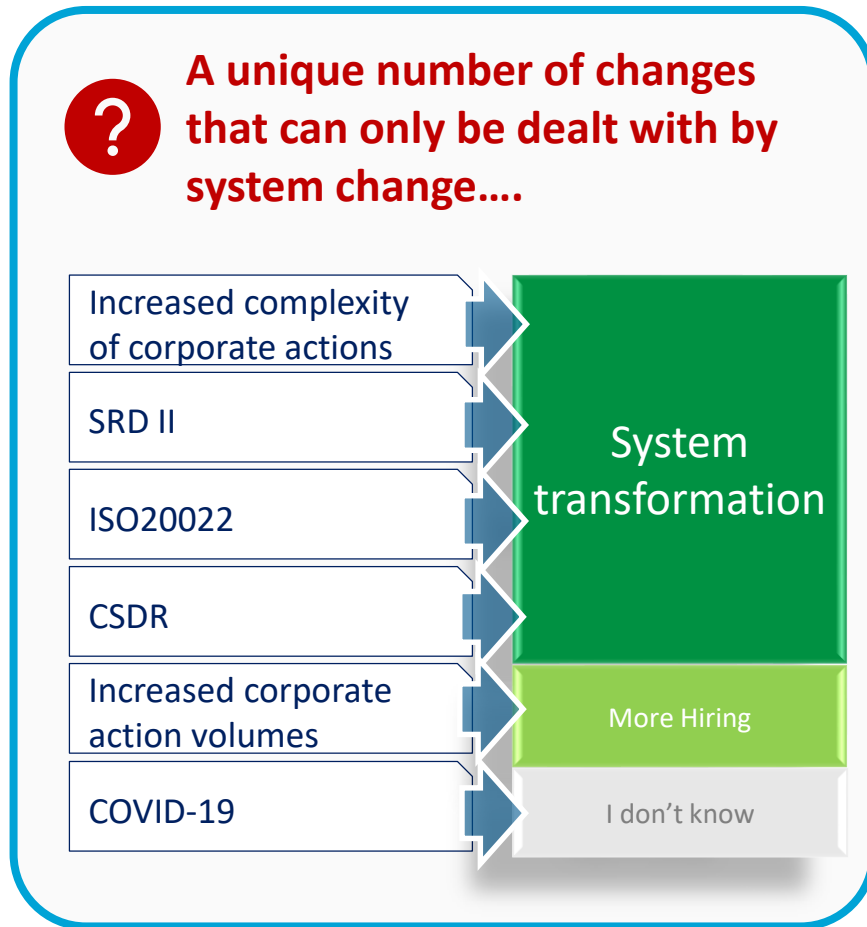 ?
A unique number of changes
that can only be dealt with by
system change....
Increased complexity
of corporate actions
SRD II
ISO20022
CSDR
Increased corporate
action volumes
COVID-19
System
transformation
More Hiring
I don’t know